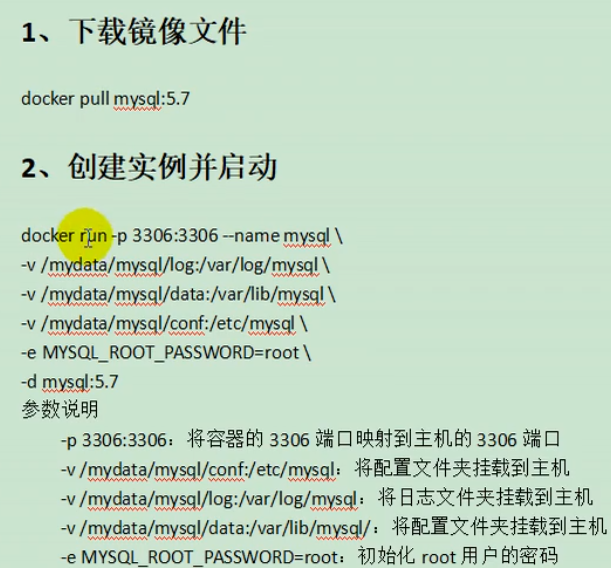 1、下载镜像文件
docker pull mysql:5.7
2、创建实例并启动
docker run -p 3306:3306 --name mysql \
-v /mydata/mysql/log:/var/log/mysql \
-v /mydata/mysql/data:/var/lib/mysql \
-v /mydata/mysql/conf:/etc/mysql \
-e MYSQL_ROOT_PASSWORD=root \
-d mysql:5.7
参数说明
-p 3306:3306：将容器的 3306 端口映射到主机的 3306 端口
-v /mydata/mysql/conf:/etc/mysql：将配置文件夹挂载到主机
-v /mydata/mysql/log:/var/log/mysql：将日志文件夹挂载到主机
-v /mydata/mysql/data:/var/lib/mysql/：将配置文件夹挂载到主机
-e MYSQL_ROOT_PASSWORD=root：初始化 root 用户的密码